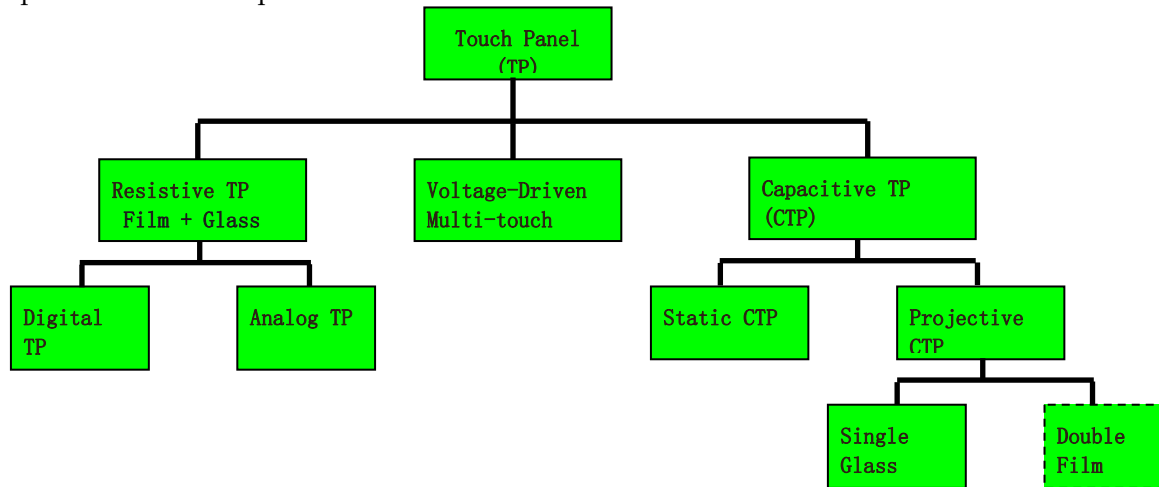 Touch Panel
(TP)
Resistive TP
Film + Glass
Voltage-Driven
Multi-touch
Capacitive TP
(CTP)
Digital
TP
Analog TP
Static CTP
Projective
CTP
Single
Glass
Double
Film